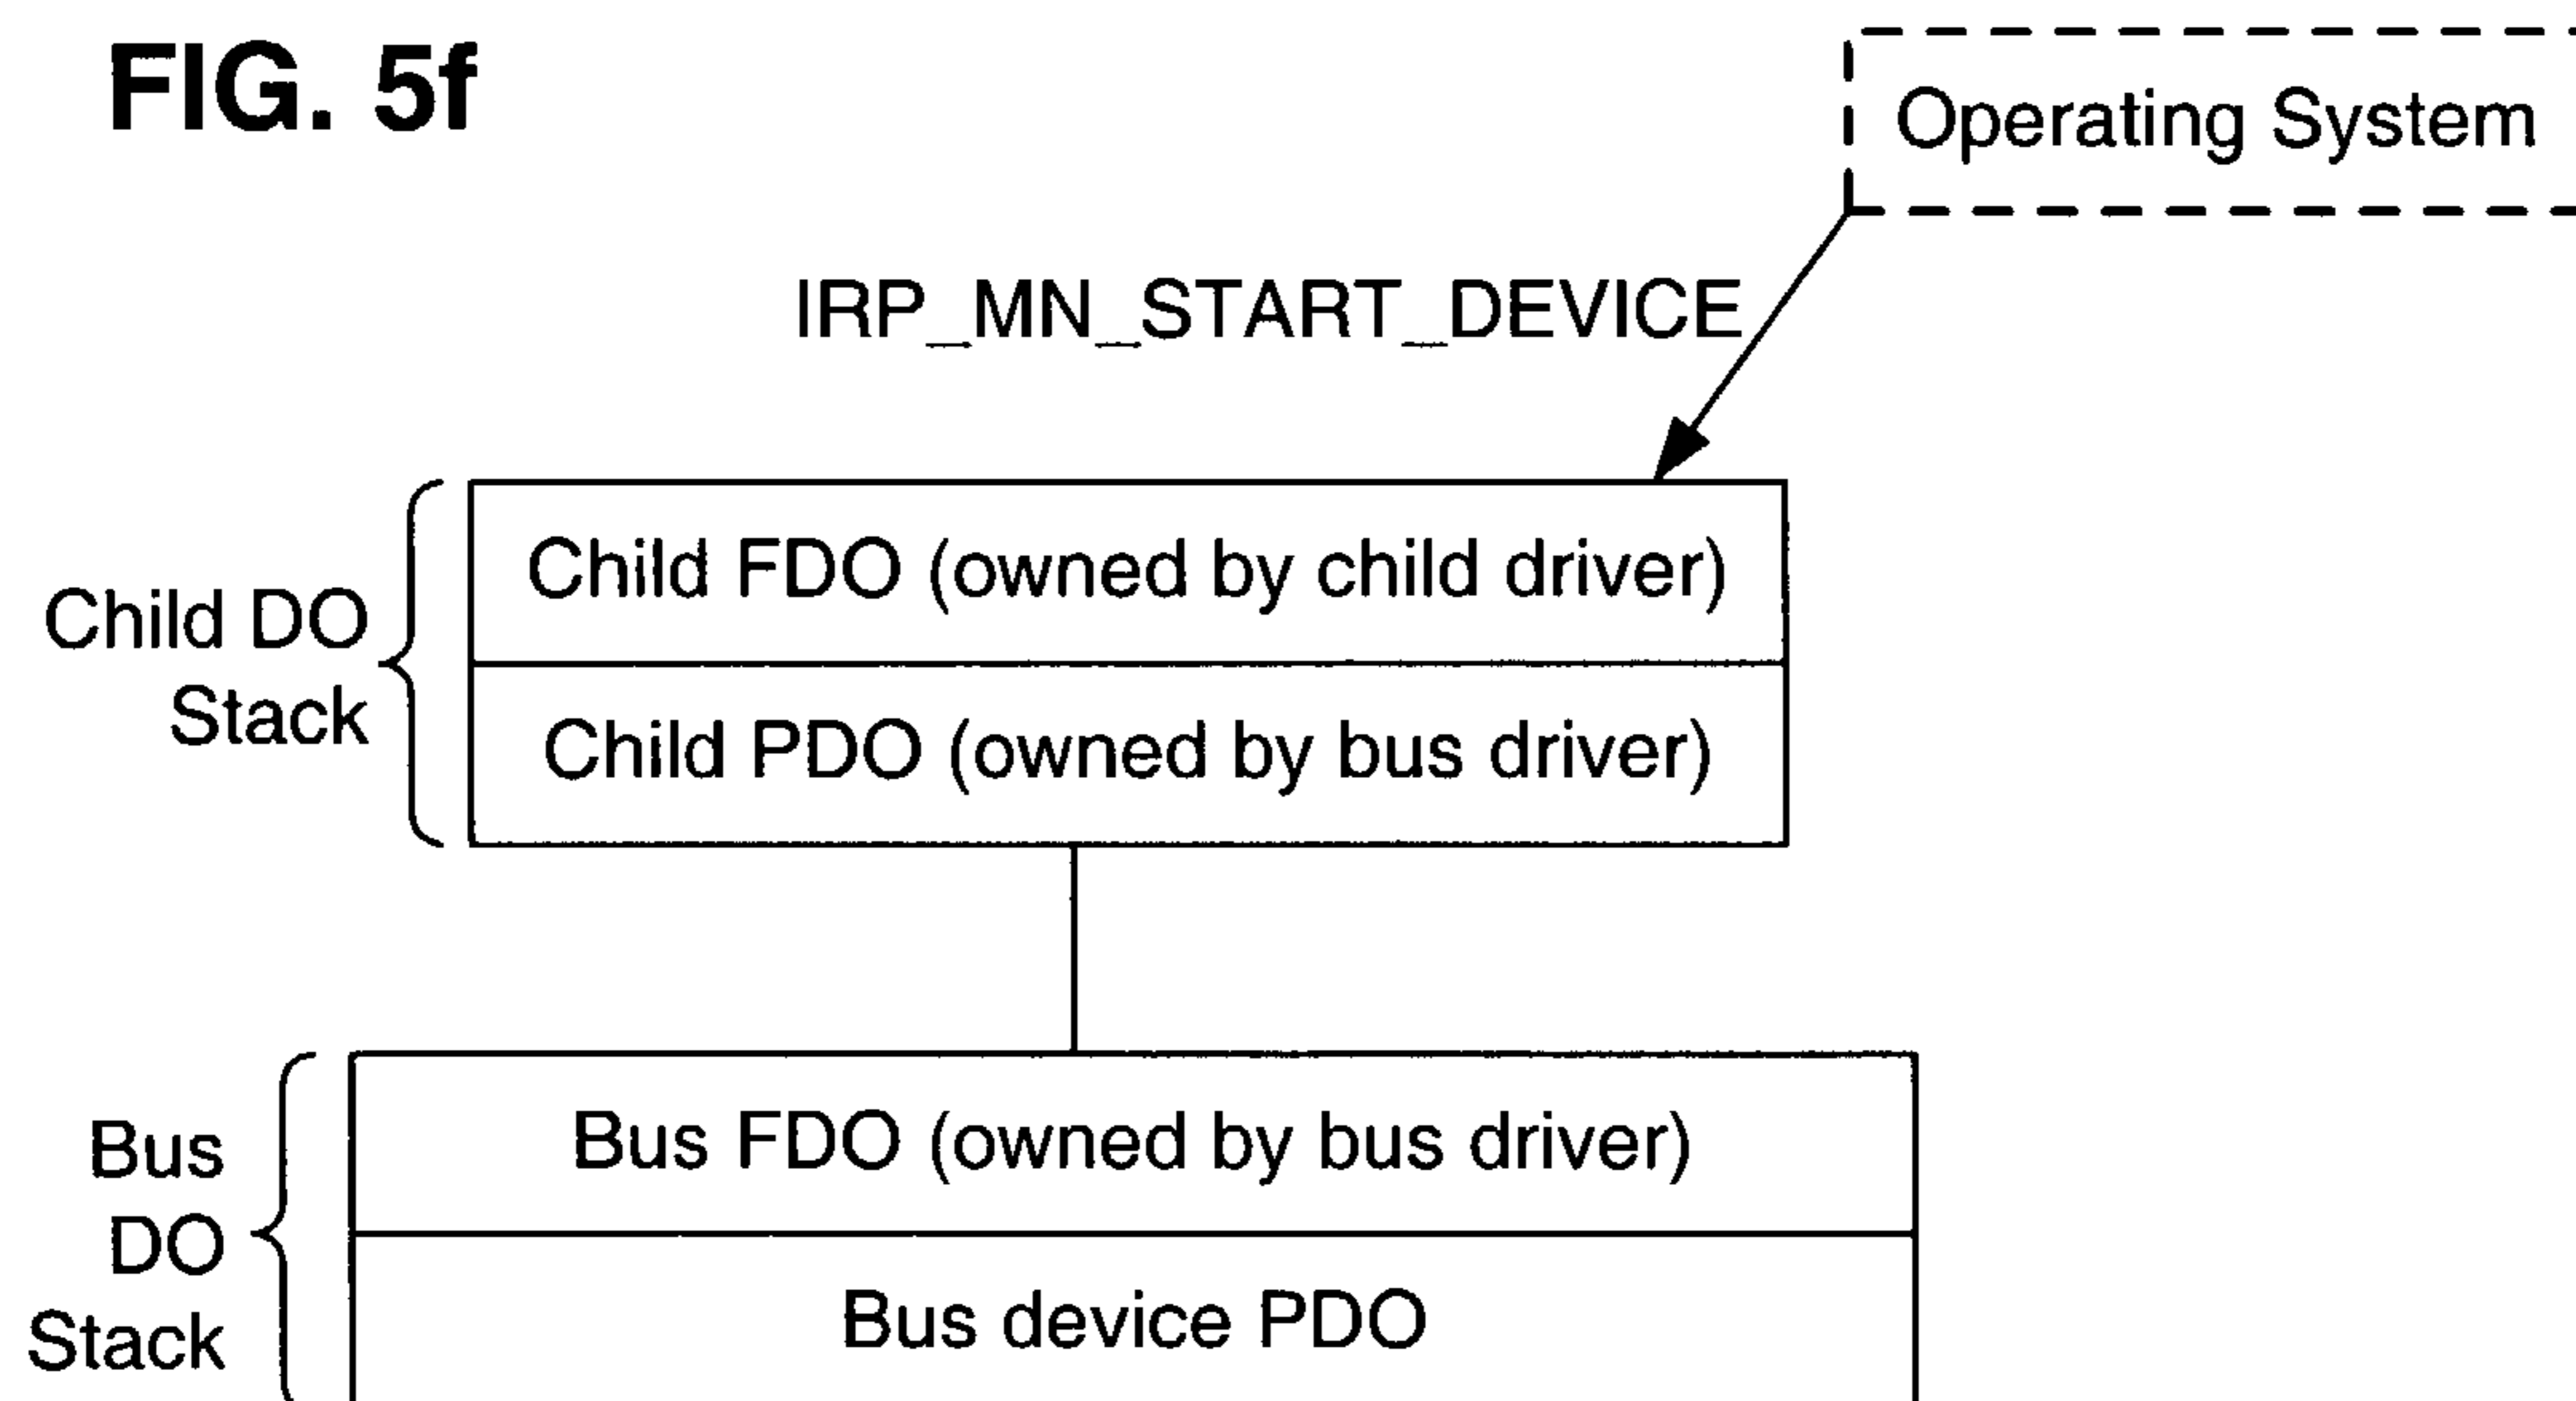 FIG. 5f
Operating System
IRP_MN_START_DEVICE
Child DO
Stack
Child FDO (owned by child driver)
Child PDO (owned by bus driver)
Bus
DO
Stack
Bus FDO (owned by bus driver)
Bus device PDO